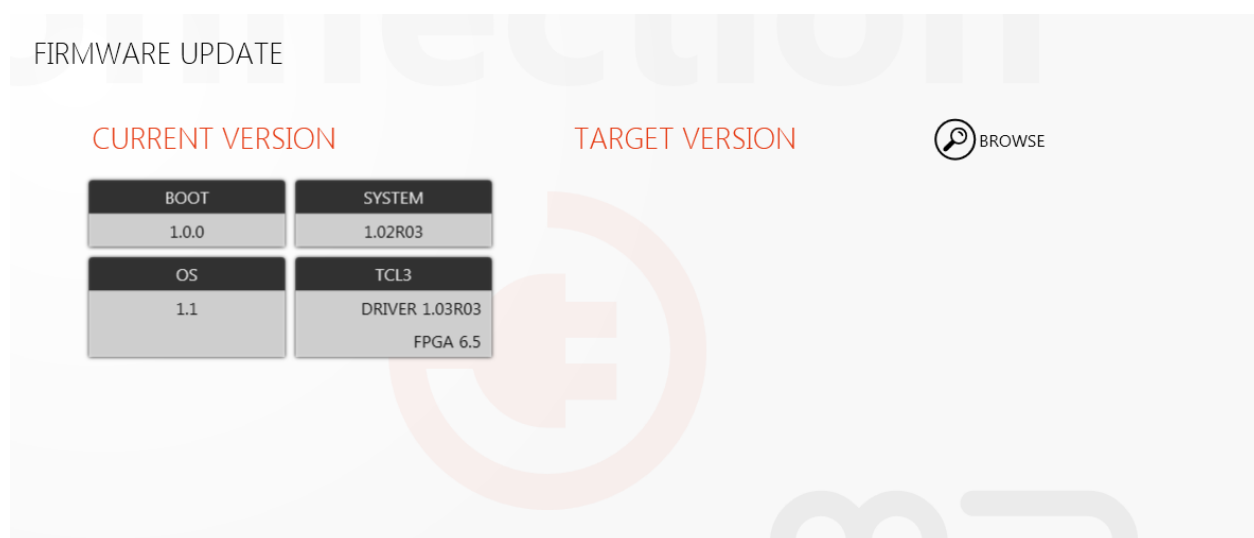 FIRMWARE UPDATE
CURRENT VERSION
TARGET VERSION
BROWSE
BOOT
SYSTEM
1.0.0
1.02R03
OS
TCL3
1.1
DRIVER 1.03R03
FPGA 6.5